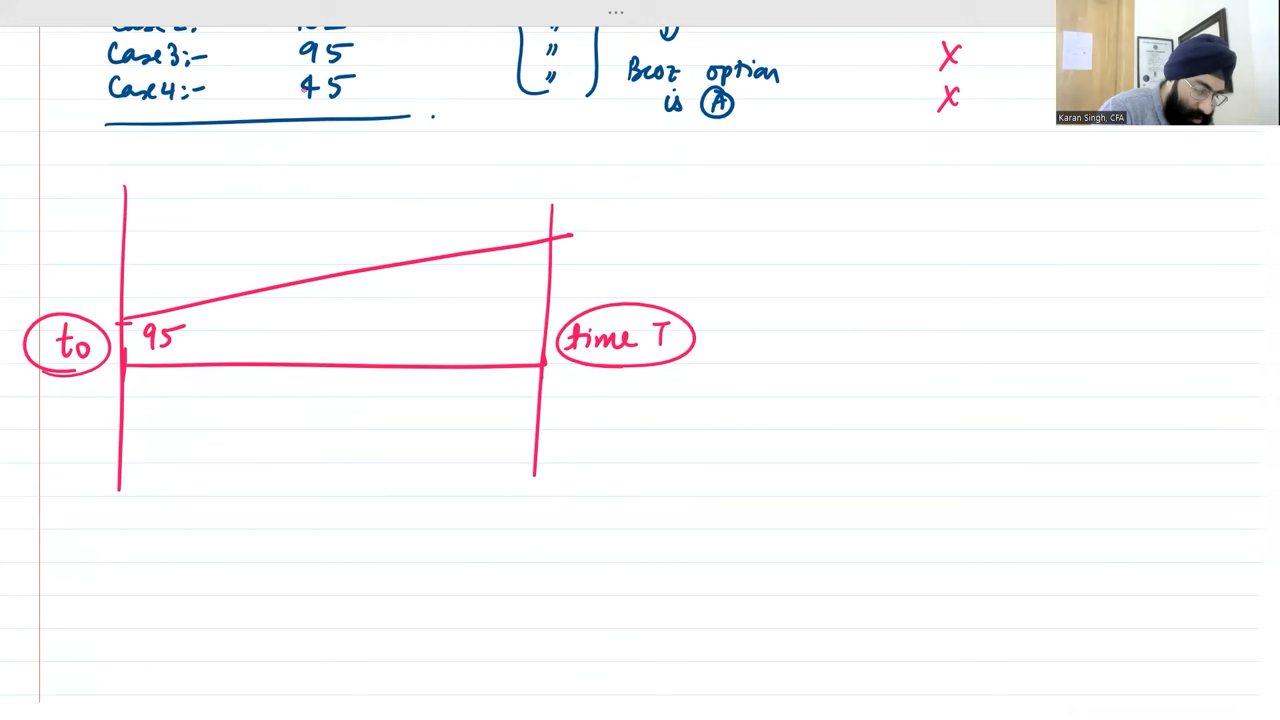 Case3:- 95 "
Case4:- 45 "
Bcoz option
is A
X
X
Karan Singh, CFA
95
to
time T